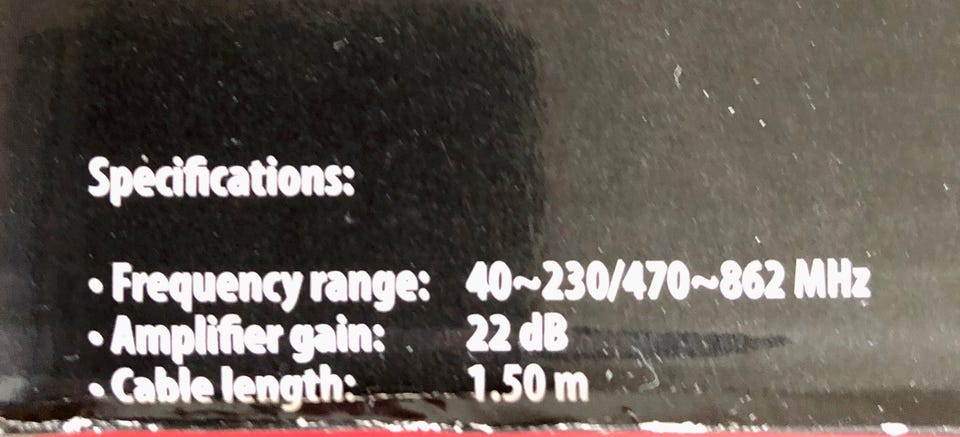 Specifications:
• Frequency range: 40~230/470~862 MHz
• Amplifier gain: 22 dB
• Cable length: 1.50 m